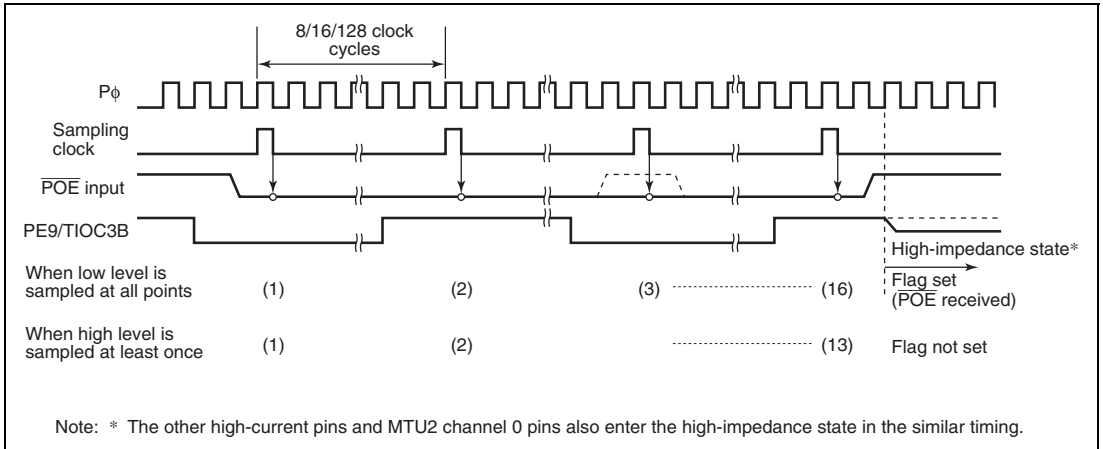 8/16/128 clock
cycles
Pϕ
Sampling
clock
POE input
PE9/TIOC3B
High-impedance state*
When low level is
sampled at all points
(1)
(2)
(3)
(16)
Flag set
(POE received)
When high level is
sampled at least once
(1)
(2)
(13)
Flag not set
Note: * The other high-current pins and MTU2 channel 0 pins also enter the high-impedance state in the similar timing.